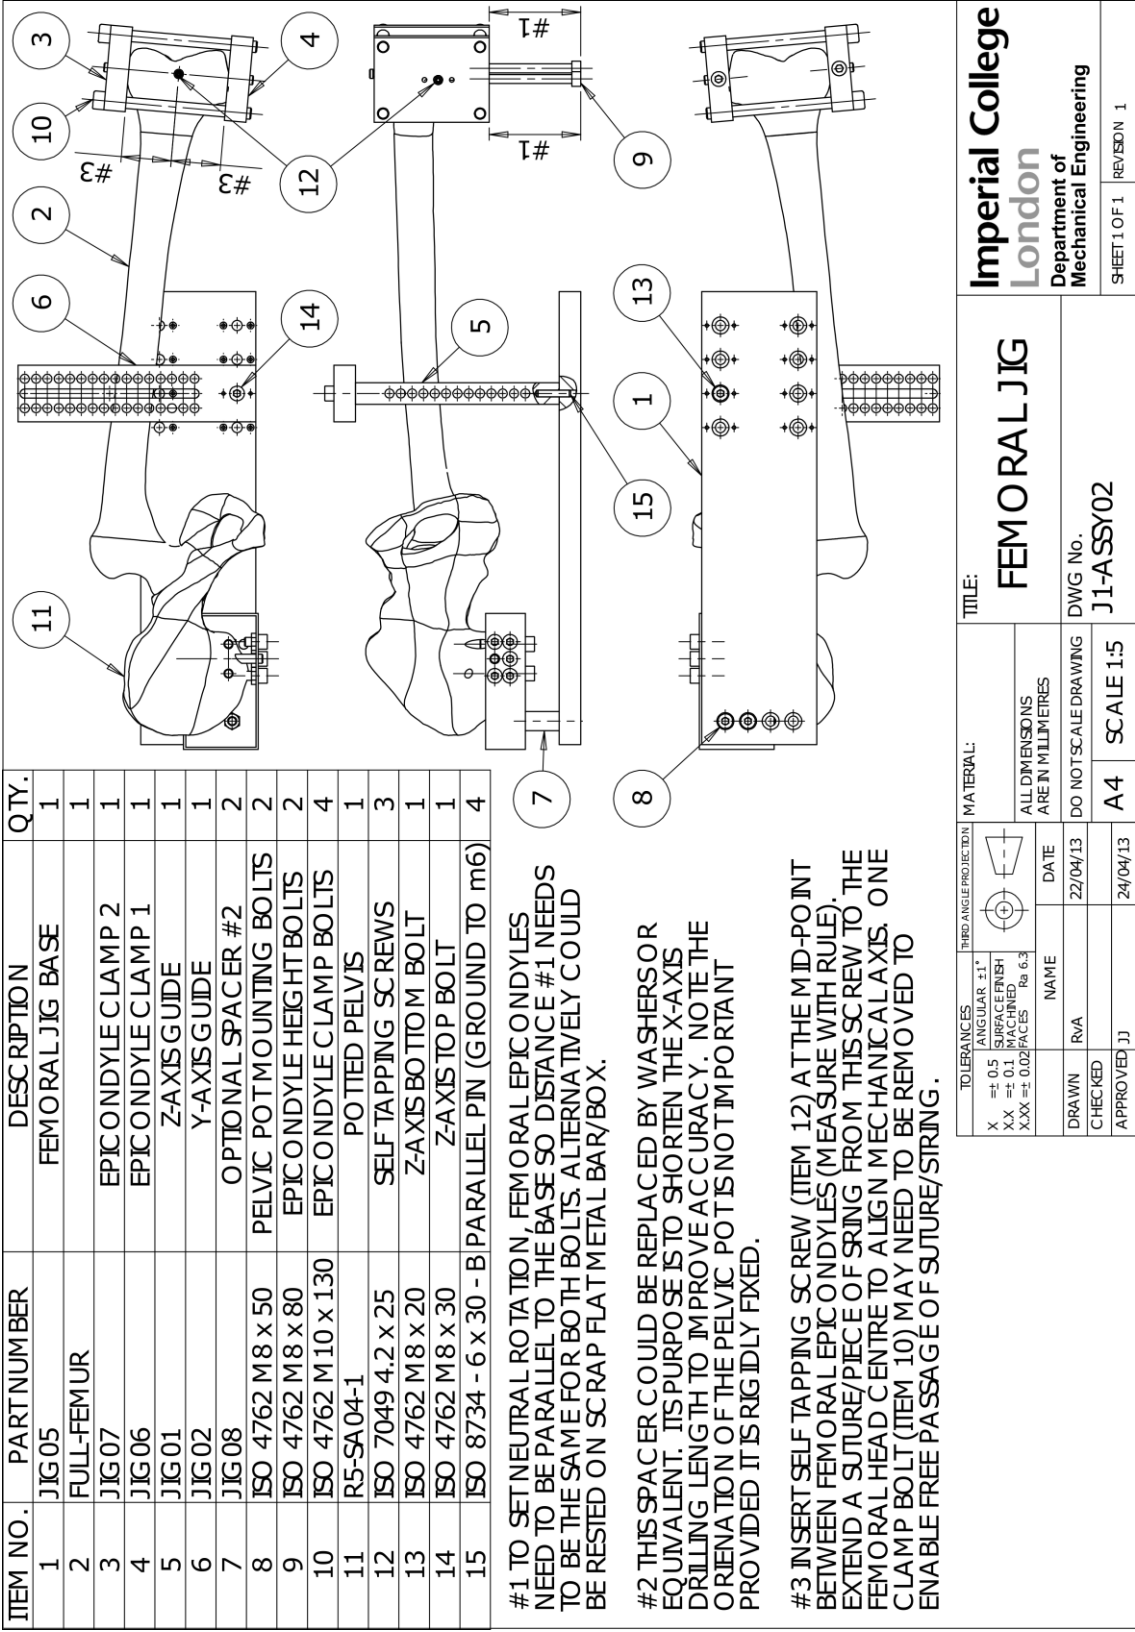 ITEM NO. PART NUMBER DESCRIPTION QTY.
1 JIG05 FEMORAL JIG BASE 1
2 FULL-FEMUR 1
3 JIG07 EPICONDYLE CLAMP 2 1
4 JIG06 EPICONDYLE CLAMP 1 1
5 JIG01 Z-AXIS GUIDE 1
6 JIG02 Y-AXIS GUIDE 1
7 JIG08 OPTIONAL SPACER #2 2
8 ISO 4762 M8 x 50 PELVIC POT MOUNTING BOLTS 2
9 ISO 4762 M8 x 80 EPICONDYLE HEIGHT BOLTS 2
10 ISO 4762 M10 x 130 EPICONDYLE CLAMP BOLTS 4
11 R5-SA04-1 POTTED PELVIS 1
12 ISO 7049 4.2 x 25 SELF TAPPING SCREWS 3
13 ISO 4762 M8 x 20 Z-AXIS BOTTOM BOLT 1
14 ISO 4762 M8 x 30 Z-AXIS TOP BOLT 1
15 ISO 8734 - 6 x 30 - B PARALLEL PIN (GROUND TO m6) 4
#1 TO SET NEUTRAL ROTATION, FEMORAL EPICONDYLES
NEED TO BE PARALLEL TO THE BASE SO DISTANCE #1 NEEDS
TO BE THE SAME FOR BOTH BOLTS. ALTERNATIVELY COULD
BE RESTED ON SCRAP FLAT METAL BAR/BOX.
#2 THIS SPACER COULD BE REPLACED BY WASHERS OR
EQUIVALENT. ITS PURPOSE IS TO SHORTEN THE X-AXIS
DRILLING LENGTH TO IMPROVE ACCURACY. NOTE THE
ORIENATION OF THE PELVIC POT IS NOT IMPORTANT
PROVIDED IT IS RIGIDLY FIXED.
#3 INSERT SELF TAPPING SCREW (ITEM 12) AT THE MID-POINT
BETWEEN FEMORAL EPICONDYLES (MEASURE WITH RULE).
EXTEND A SUTURE/PIECE OF SRING FROM THIS SCREW TO THE
FEMORAL HEAD CENTRE TO ALIGN MECHANICAL AXIS. ONE
CLAMP BOLT (ITEM 10) MAY NEED TO BE REMOVED TO
ENABLE FREE PASSAGE OF SUTURE/STRING.
11
6
2
10
3
#3
#3
14
12
4
7
5
#1
#1
9
15
8
1
13
TOLERANCES
X =± 0.5
X.X =± 0.1
X.XX =± 0.02
ANGULAR ±1°
SURFACE FINISH
MACHINED
FACES Ra 6.3
THIRD ANGLE PROJECTION
NAME DATE
DRAWN RvA 22/04/13
CHECKED
APPROVED JJ 24/04/13
MATERIAL:
ALL DIMENSIONS
ARE IN MILLIMETRES
DO NOT SCALE DRAWING
A4 SCALE 1:5
TITLE:
FEMORAL JIG
DWG No.
J1-ASSY02
Imperial College
London
Department of
Mechanical Engineering
SHEET 1 OF 1 REVISION 1